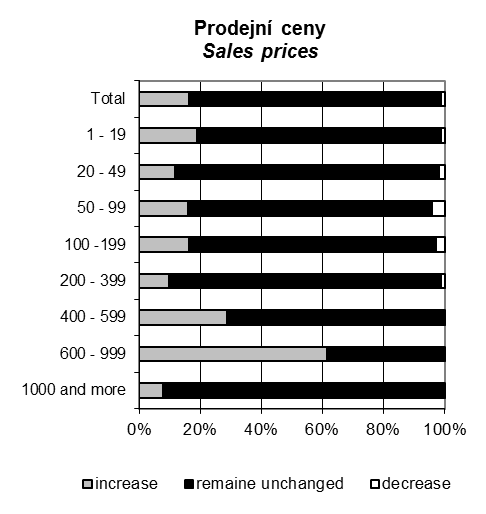 Prodejní ceny
Sales prices
Total
1 - 19
20 - 49
50 - 99
100 -199
200 - 399
400 - 599
600 - 999
1000 and more
0% 20% 40% 60% 80% 100%
increase remaine unchanged decrease